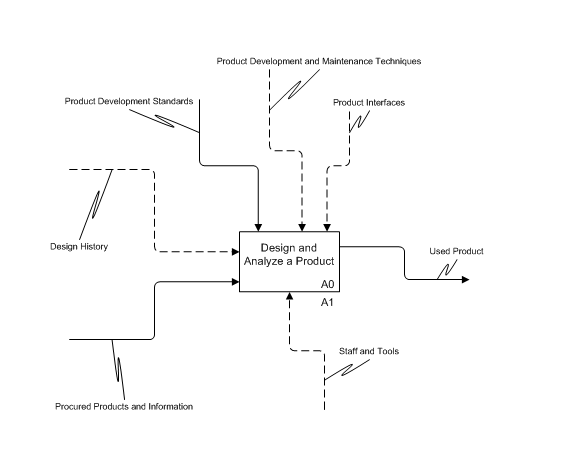 Product Development and Maintenance Techniques
Product Development Standards
Product Interfaces
Design History
Design and
Analyze a Product
A0
A1
Used Product
Staff and Tools
Procured Products and Information